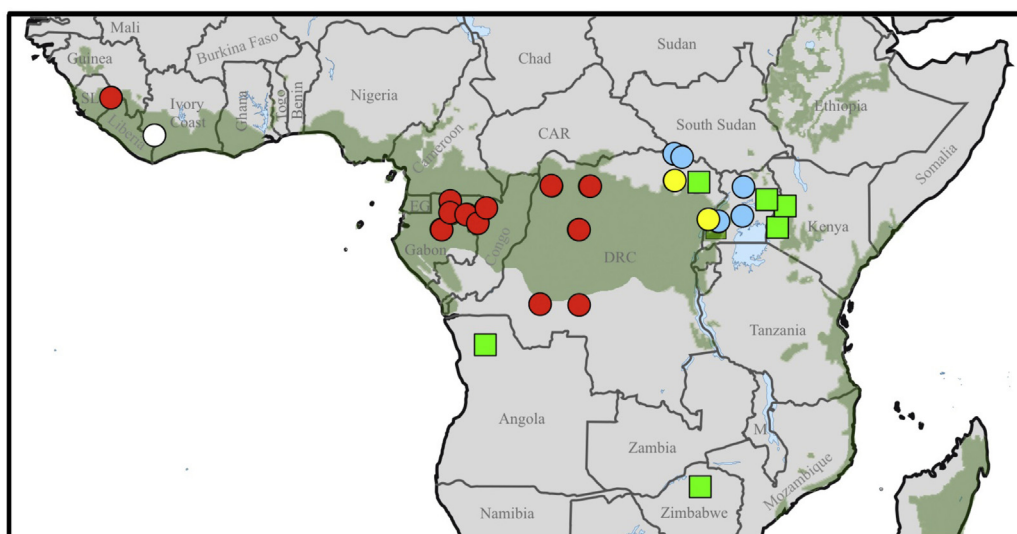 Mali
Burkina Faso
Guinea
SL
Liberia
Ivory
Coast
Ghana
Togo
Benin
Nigeria
Chad
Sudan
Cameroon
CAR
South Sudan
Ethiopia
Somalia
EG
Gabon
Congo
DRC
Kenya
Tanzania
Angola
Zambia
M
Mozambique
Namibia
Zimbabwe